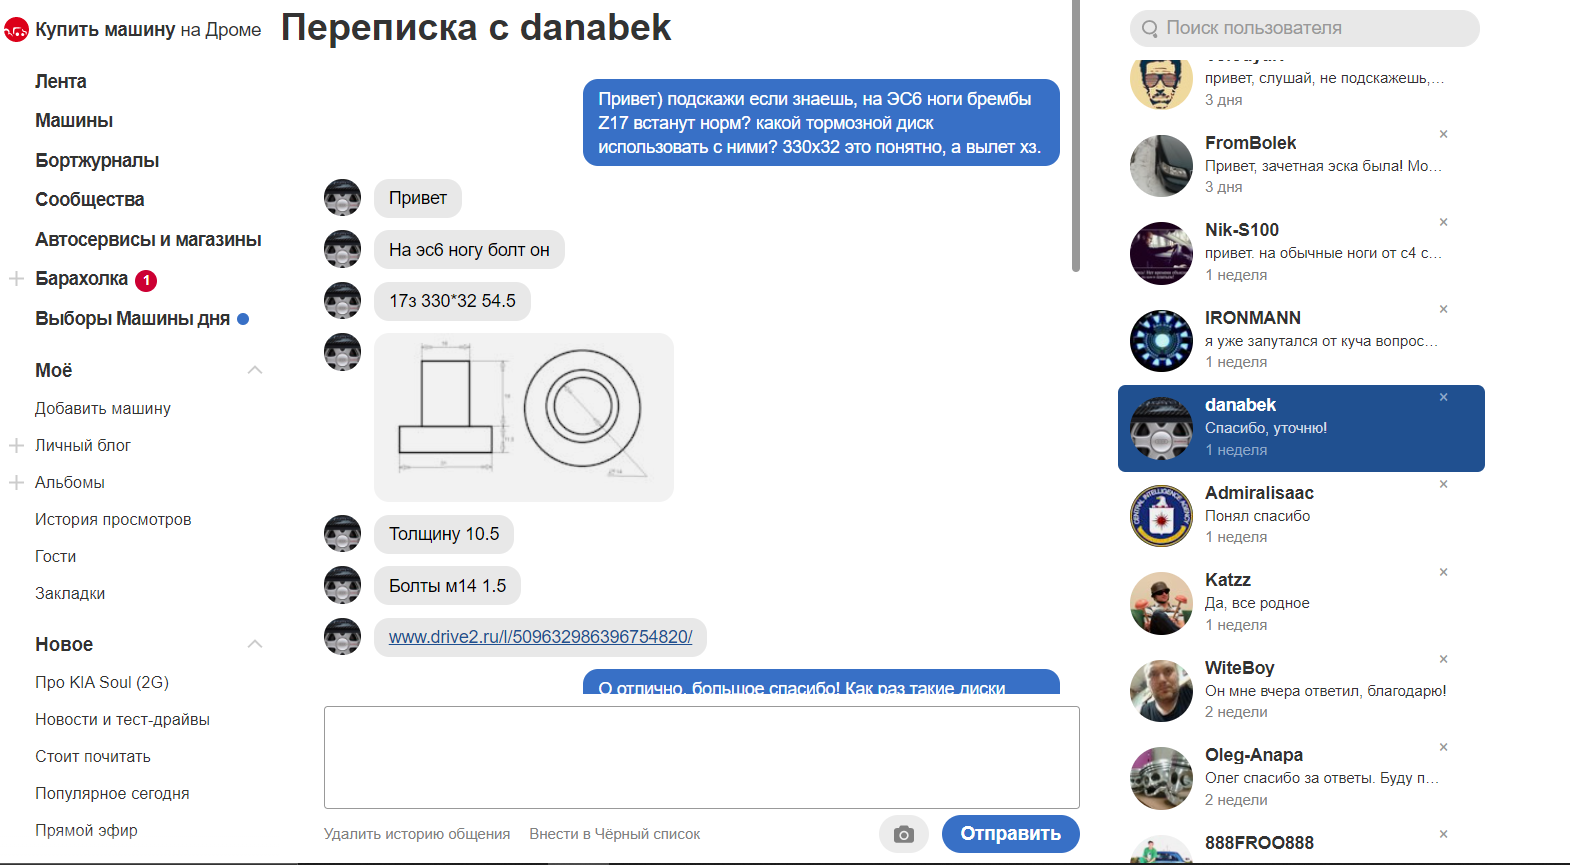 Купить машину на Дроме
Лента
Машины
Бортжурналы
Сообщества
Автосервисы и магазины
Барахолка 1
Выборы Машины дня
Моё
Добавить машину
Личный блог
Альбомы
История просмотров
Гости
Закладки
Новое
Про KIA Soul (2G)
Новости и тест-драйвы
Стоит почитать
Популярное сегодня
Прямой эфир
Переписка с danabek
Привет) подскажи если знаешь, на ЭС6 ноги брембы
Z17 встанут норм? какой тормозной диск
использовать с ними? 330х32 это понятно, а вылет хз.
Привет
На эс6 ногу болт он
17з 330*32 54.5
Толщину 10.5
Болты м14 1.5
www.drive2.ru/l/509632986396754820/
О отлично, большое спасибо! Как раз такие диски
Удалить историю общения Внести в Чёрный список
Отправить
Поиск пользователя
привет, слушай, не подскажешь,...
3 дня
FromBolek
Привет, зачетная эска была! Мо...
3 дня
Nik-S100
привет. на обычные ноги от с4 с...
1 неделя
IRONMANN
я уже запутался от куча вопрос...
1 неделя
danabek
Спасибо, уточню!
1 неделя
Admiralisaac
Понял спасибо
1 неделя
Katzz
Да, все родное
1 неделя
WiteBoy
Он мне вчера ответил, благодарю!
2 недели
Oleg-Anapa
Олег спасибо за ответы. Буду п...
2 недели
888FROO888